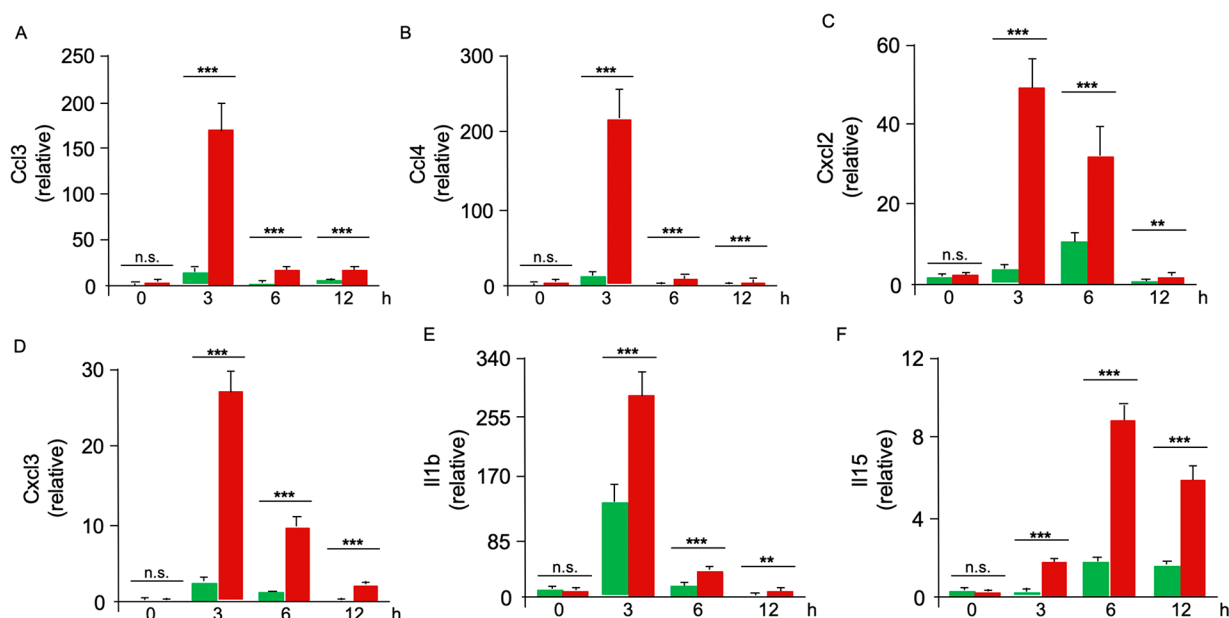 A
Ccl3
(relative)
250
200
150
100
50
0
n.s.
***
***
***
0 3 6 12 h
B
Ccl4
(relative)
300
200
100
0
n.s.
***
***
***
0 3 6 12 h
C
Cxcl2
(relative)
60
40
20
0
n.s.
***
***
**
0 3 6 12 h
D
Cxcl3
(relative)
30
20
10
0
n.s.
***
***
***
0 3 6 12 h
E
Il1b
(relative)
340
255
170
85
0
n.s.
***
***
**
0 3 6 12 h
F
Il15
(relative)
12
8
4
0
n.s.
***
***
***
0 3 6 12 h